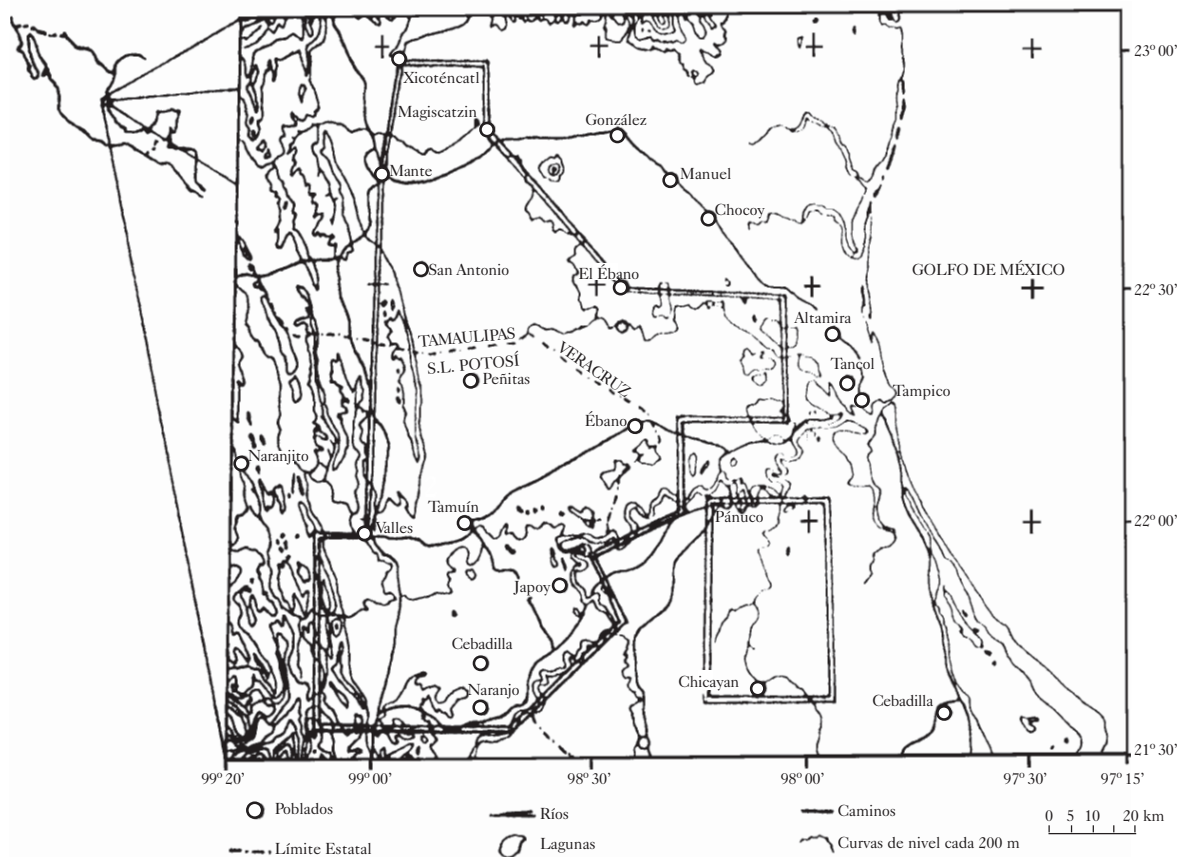 23º 00’
Xicoténcatl
Magiscatzin
González
Mante
Manuel
Chocoy
San Antonio
El Ébano
GOLFO DE MÉXICO
22º 30’
Altamira
TAMAULIPAS
S.L. POTOSÍ
VERACRUZ
Peñitas
Tancol
Tampico
Ébano
Naranjito
Tamuín
Valles
Pánuco
22º 00’
Japoy
Cebadilla
Chicayan
Naranjo
Cebadilla
21º 30’
99º 20’ 99º 00’ 98º 30’ 98º 00’ 97º 30’ 97º 15’
Poblados Ríos Caminos
0 5 10 20 km
Límite Estatal Lagunas Curvas de nivel cada 200 m